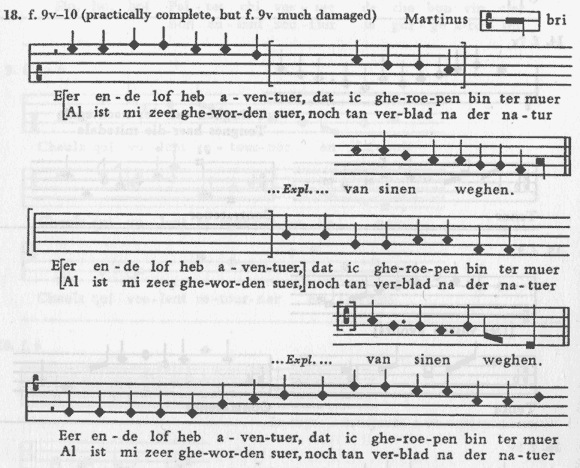 18. f. 9v–10 (practically complete, but f. 9v much damaged) Martinus bri
E[er en - de lof heb a - ven-tuer, dat ic ghe-roe-pen bin ter muer
[Al ist mi zeer ghe-wor-den suer, noch tan ver-blad na der na - tur
...Expl.... van sinen weghen.
E[er en - de lof heb a - ven-tuer,] dat ic ghe-roe-pen bin ter muer
[Al ist mi zeer ghe-wor-den suer,] noch tan ver-blad na der na - tuer
...Expl.... van sinen weghen.
Eer en - de lof heb a - ven-tuer, dat ic ghe-roe-pen bin ter muer
Al ist mi zeer ghe-wor-den suer, noch tan ver-blad na der na - tuer